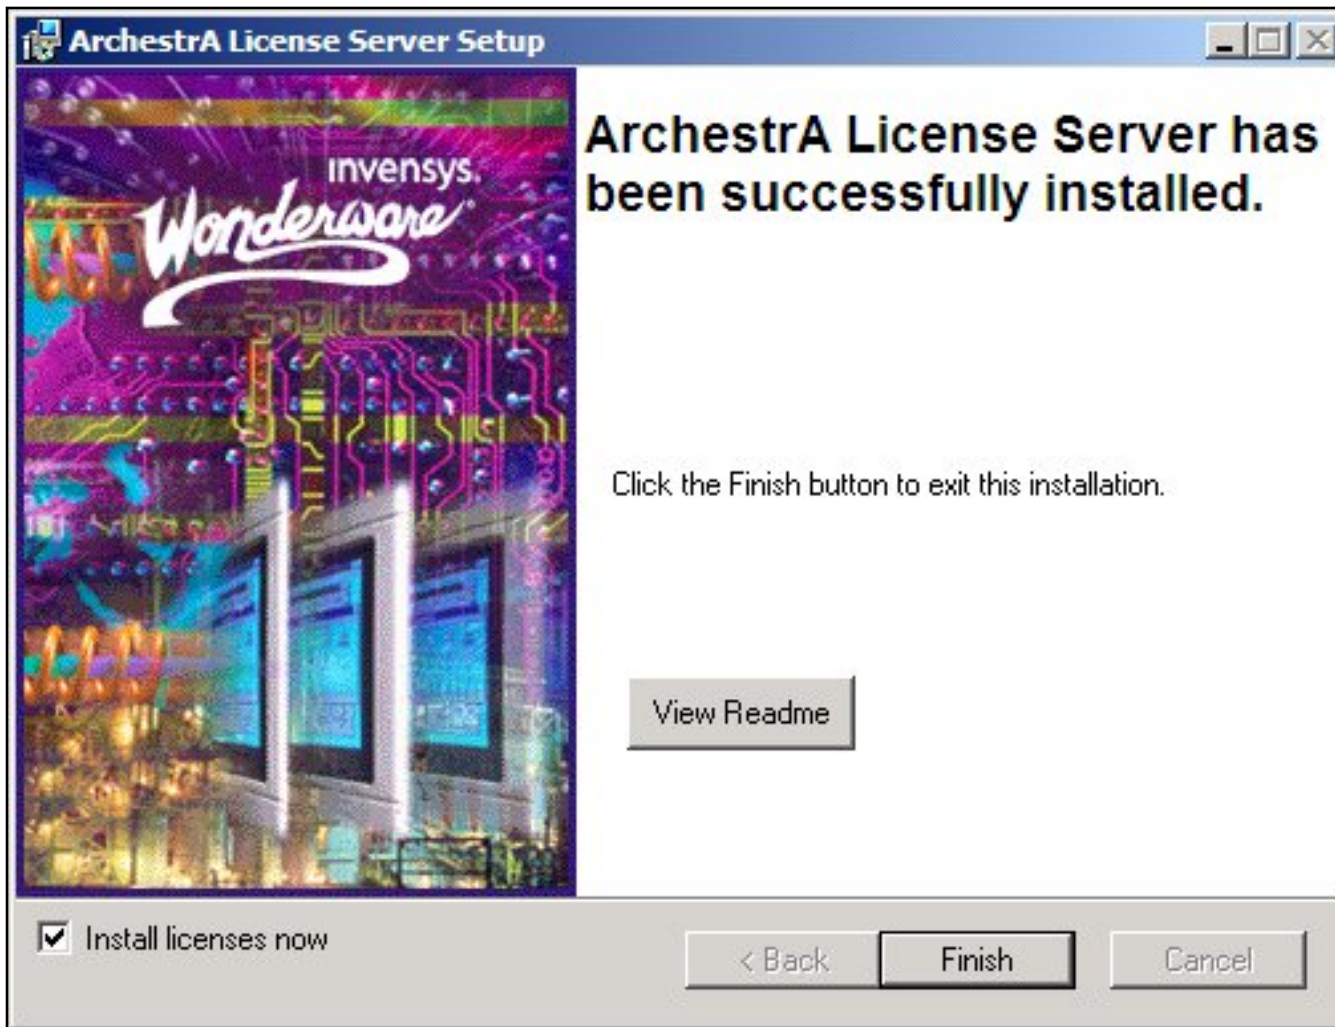 ArchestrA License Server Setup
invensys.
Wonderware
ArchestrA License Server has
been successfully installed.
Click the Finish button to exit this installation.
View Readme
Install licenses now
< Back
Finish
Cancel